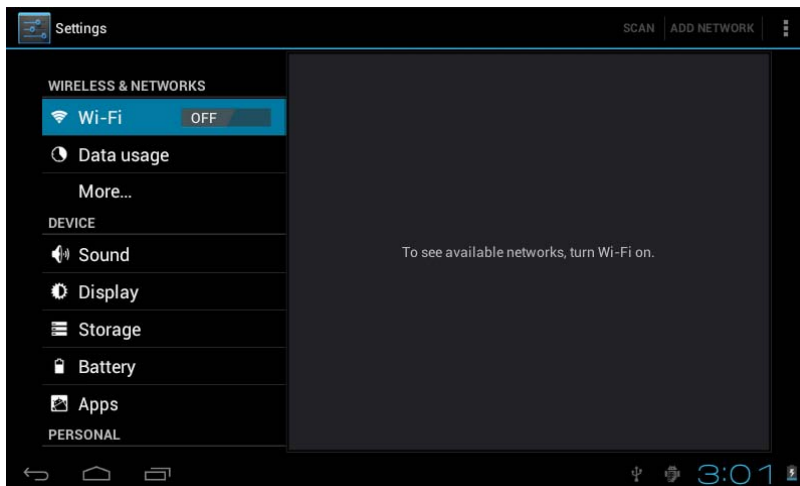 Settings
SCAN ADD NETWORK
WIRELESS & NETWORKS
Wi-Fi OFF
Data usage
More...
DEVICE
Sound
Display
Storage
Battery
Apps
PERSONAL
To see available networks, turn Wi-Fi on.
3:01